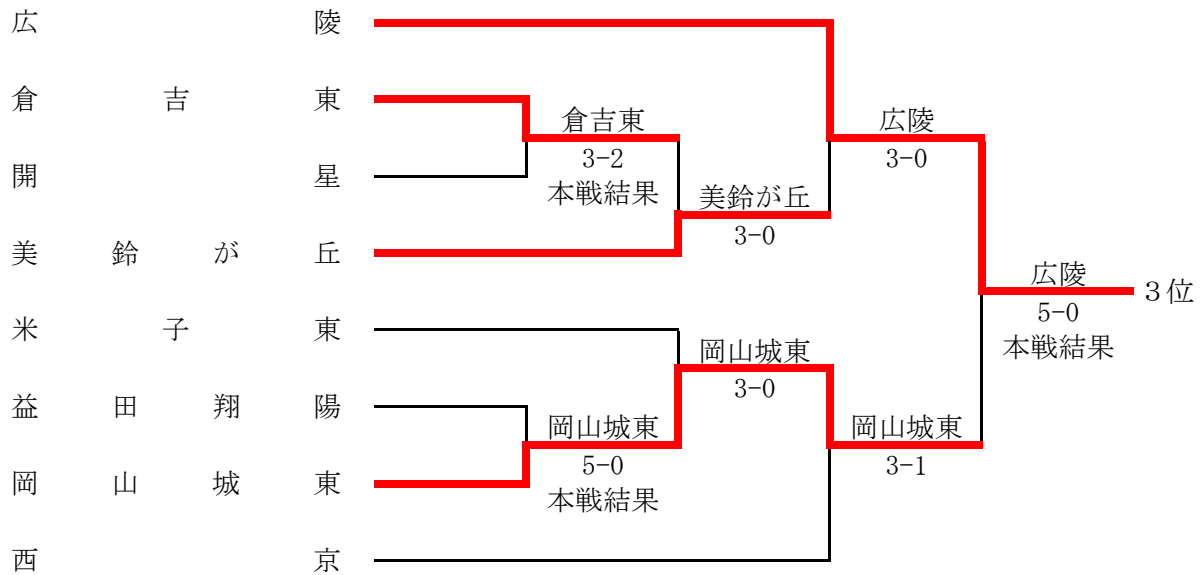 広陵
倉吉東
開星
美鈴が丘
米子東
益田翔陽
岡山城東
西京
倉吉東
3-2
本戦結果
岡山城東
5-0
本戦結果
美鈴が丘
3-0
岡山城東
3-0
広陵
3-0
岡山城東
3-1
広陵
5-0
本戦結果
３位